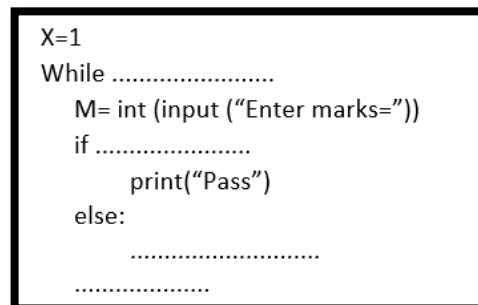 X=1
While ........................
M= int (input (“Enter marks=”))
if .......................
print(“Pass”)
else:
............................
....................